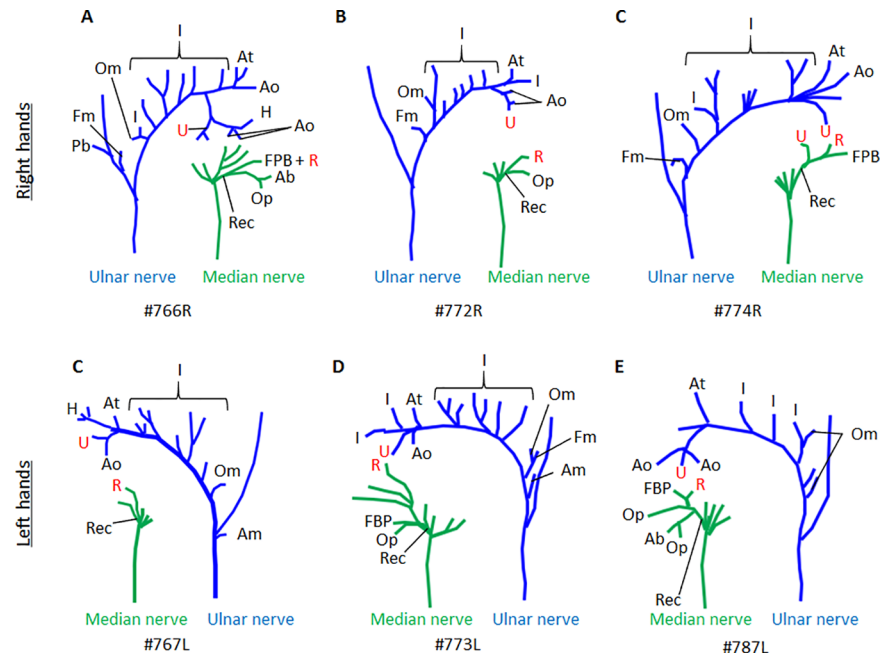 A
B
C
I
I
I
Om
At
Ao
At
I
At
Ao
Om
I
Fm
I
H
Ao
Om
Ao
Pb
U
Fm
U
Fm
U
U
R
FPB + R
Ab
Op
R
Op
FPB
Rec
Rec
Rec
Right hands
Ulnar nerve
Median nerve
Ulnar nerve
Median nerve
Ulnar nerve
Median nerve
#766R
#772R
#774R
C
D
E
I
I
H
At
I
At
Om
At
I
I
I
Om
U
Ao
Om
I
U
Ao
Fm
Ao
U
Ao
R
R
Am
FBP
R
Rec
Am
FBP
Op
Rec
Op
Ab
Op
Rec
Left hands
Median nerve
Ulnar nerve
Median nerve
Ulnar nerve
Median nerve
Ulnar nerve
#767L
#773L
#787L